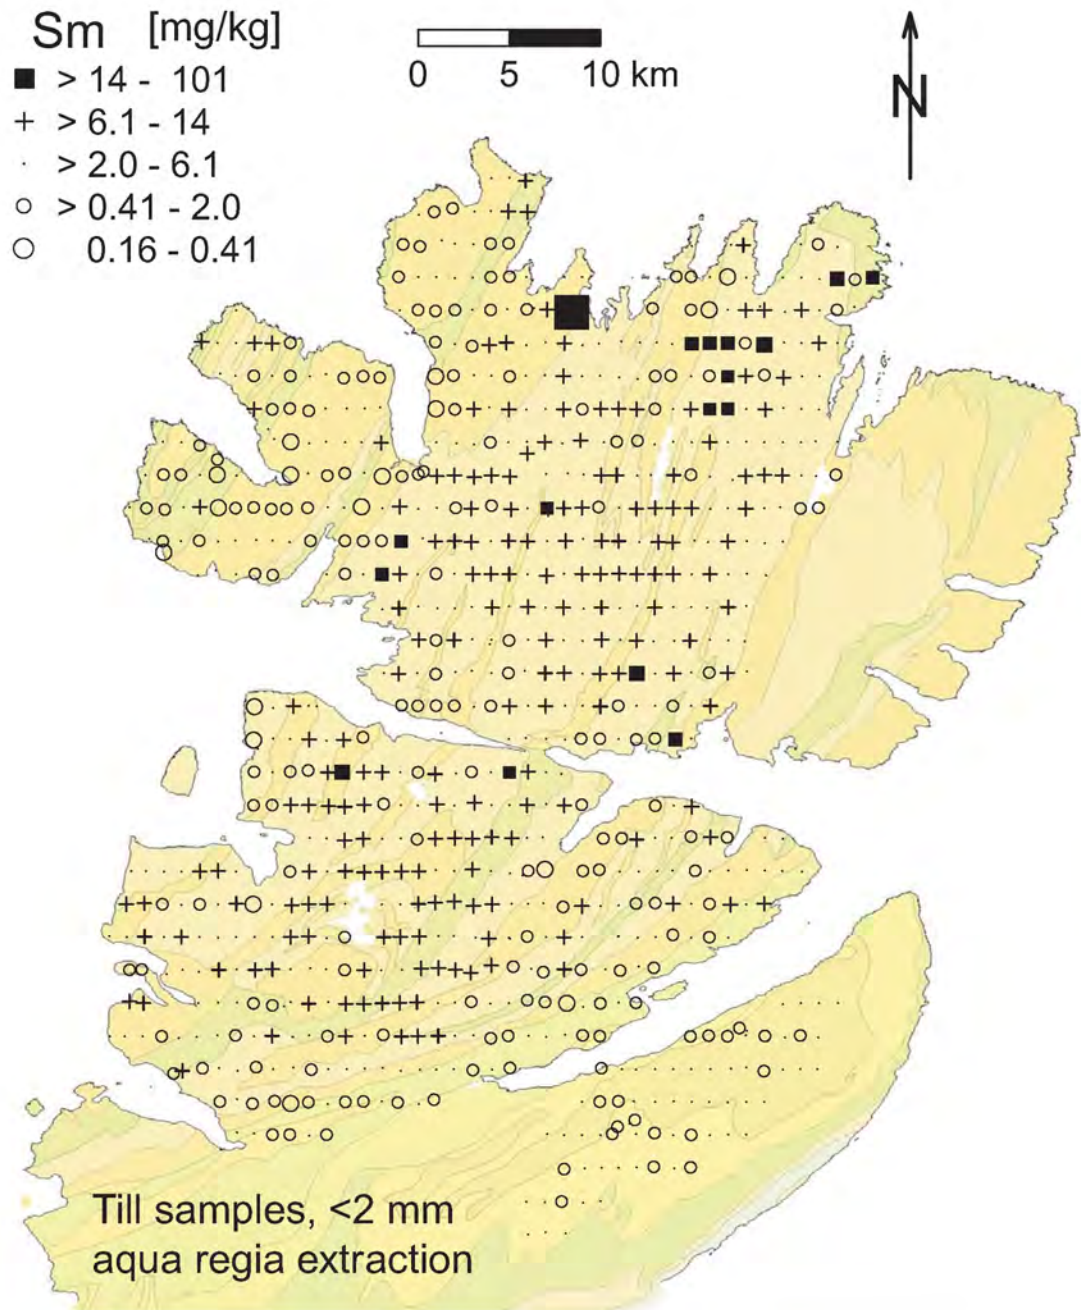 Sm [mg/kg]
> 14 - 101
> 6.1 - 14
> 2.0 - 6.1
> 0.41 - 2.0
0.16 - 0.41
0 5 10 km
N
Till samples, <2 mm
aqua regia extraction